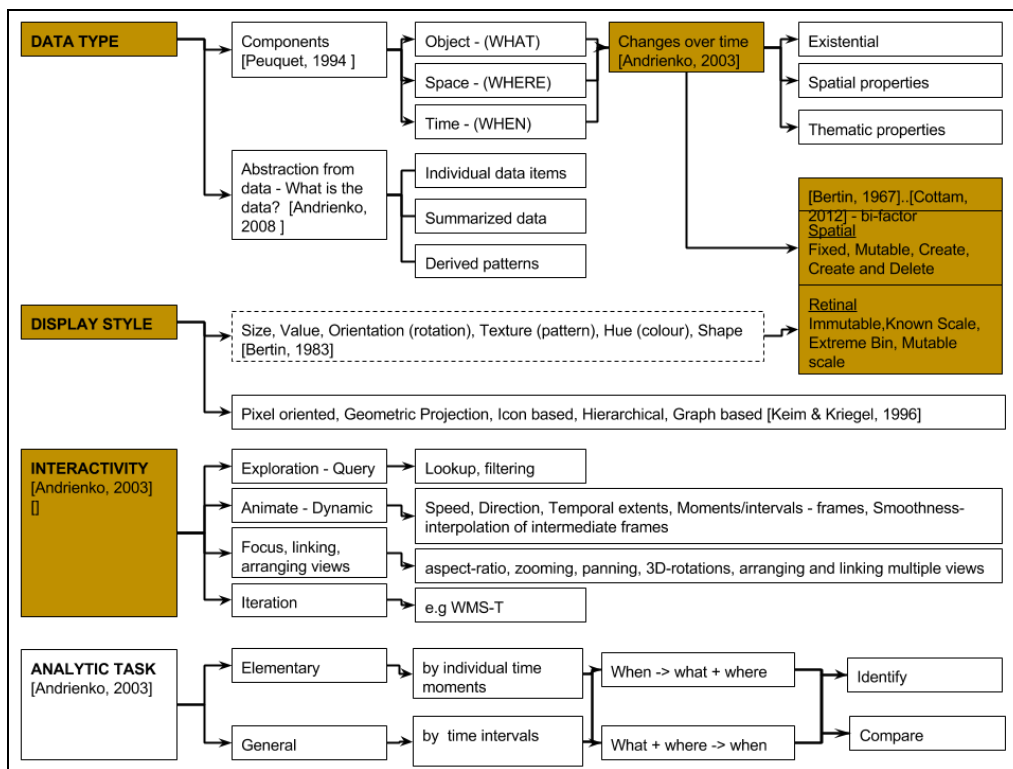 DATA TYPE
Components
[Peuquet, 1994 ]
Object - (WHAT)
Space - (WHERE)
Time - (WHEN)
Changes over time
[Andrienko, 2003]
Existential
Spatial properties
Thematic properties
Abstraction from
data - What is the
data?  [Andrienko,
2008 ]
Individual data items
Summarized data
Derived patterns
[Bertin, 1967]..[Cottam,
2012] - bi-factor
Spatial
Fixed, Mutable, Create,
Create and Delete
Retinal
Immutable,Known Scale,
Extreme Bin, Mutable
scale
DISPLAY STYLE
Size, Value, Orientation (rotation), Texture (pattern), Hue (colour), Shape
[Bertin, 1983]
Pixel oriented, Geometric Projection, Icon based, Hierarchical, Graph based [Keim & Kriegel, 1996]
INTERACTIVITY
[Andrienko, 2003]
[]
Exploration - Query
Lookup, filtering
Animate - Dynamic
Speed, Direction, Temporal extents, Moments/intervals - frames, Smoothness-
interpolation of intermediate frames
Focus, linking,
arranging views
aspect-ratio, zooming, panning, 3D-rotations, arranging and linking multiple views
Iteration
e.g WMS-T
ANALYTIC TASK
[Andrienko, 2003]
Elementary
by individual time
moments
When -> what + where
Identify
General
by  time intervals
What + where -> when
Compare